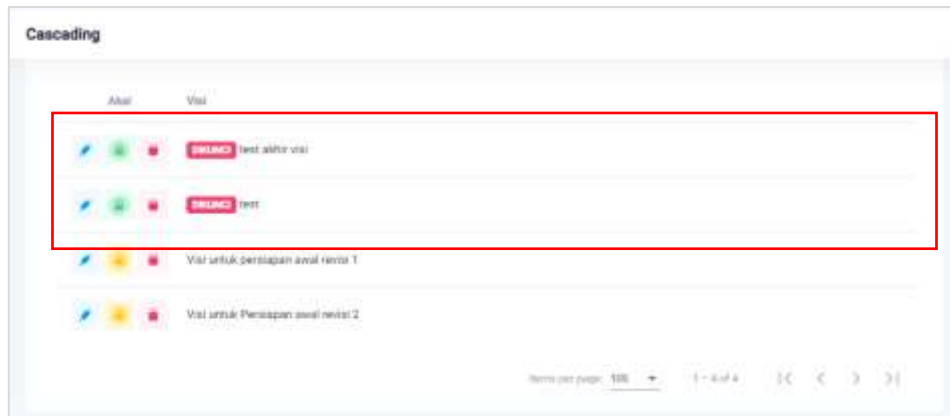 Cascading
Aksi Visi
DIKUNCI test akhir visi
DIKUNCI test
Visi untuk persiapan awal revisi 1
Visi untuk Persiapan awal revisi 2
Items per page: 100 1 – 4 of 4